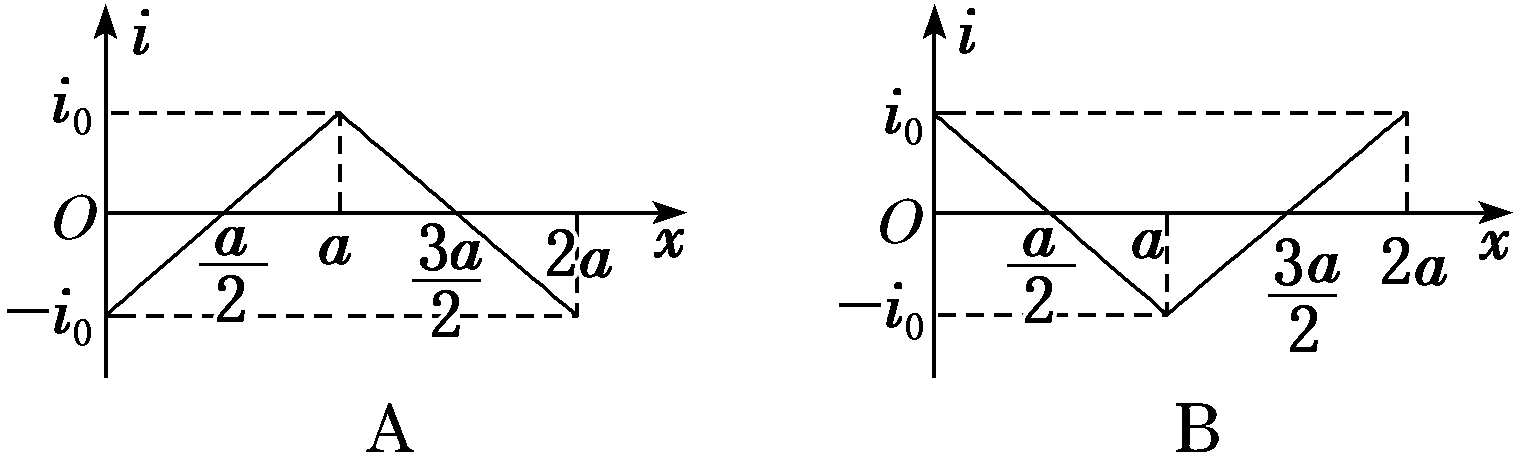 i i
i₀ i₀
O a/2 a 3a/2 2a x O a/2 a 3a/2 2a x
−i₀ −i₀
A B